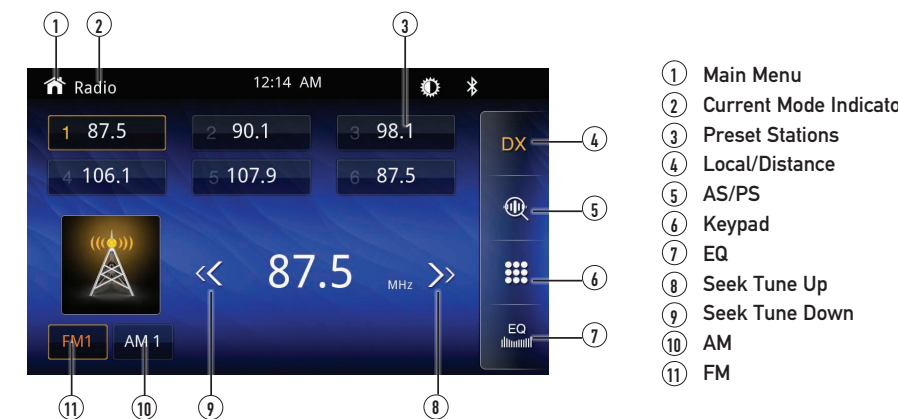 1 2 3
Radio 12:14 AM
1 87.5 2 90.1 3 98.1
4 106.1 5 107.9 6 87.5
DX
87.5 MHz
EQ
FM1 AM 1
4
5
6
7
11 10 9 8
1 Main Menu
2 Current Mode Indicato
3 Preset Stations
4 Local/Distance
5 AS/PS
6 Keypad
7 EQ
8 Seek Tune Up
9 Seek Tune Down
10 AM
11 FM